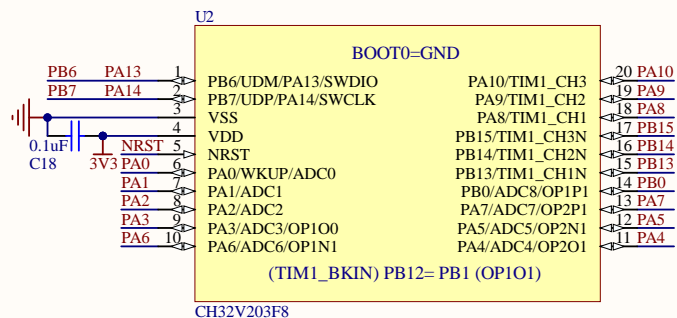 U2
BOOT0=GND
PB6 PA13 1 PB6/UDM/PA13/SWDIO PA10/TIM1_CH3 20 PA10
PB7 PA14 2 PB7/UDP/PA14/SWCLK PA9/TIM1_CH2 19 PA9
3 VSS PA8/TIM1_CH1 18 PA8
4 VDD PB15/TIM1_CH3N 17 PB15
0.1uF 3V3 NRST 5 NRST PB14/TIM1_CH2N 16 PB14
C18 PA0 6 PA0/WKUP/ADC0 PB13/TIM1_CH1N 15 PB13
PA1 7 PA1/ADC1 PB0/ADC8/OP1P1 14 PB0
PA2 8 PA2/ADC2 PA7/ADC7/OP2P1 13 PA7
PA3 9 PA3/ADC3/OP1O0 PA5/ADC5/OP2N1 12 PA5
PA6 10 PA6/ADC6/OP1N1 PA4/ADC4/OP2O1 11 PA4
(TIM1_BKIN) PB12= PB1 (OP1O1)
CH32V203F8